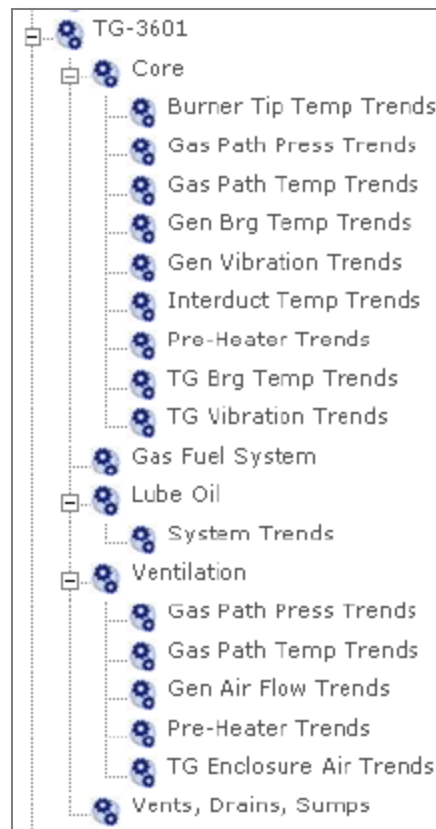 TG-3601
Core
Burner Tip Temp Trends
Gas Path Press Trends
Gas Path Temp Trends
Gen Brg Temp Trends
Gen Vibration Trends
Interduct Temp Trends
Pre-Heater Trends
TG Brg Temp Trends
TG Vibration Trends
Gas Fuel System
Lube Oil
System Trends
Ventilation
Gas Path Press Trends
Gas Path Temp Trends
Gen Air Flow Trends
Pre-Heater Trends
TG Enclosure Air Trends
Vents, Drains, Sumps